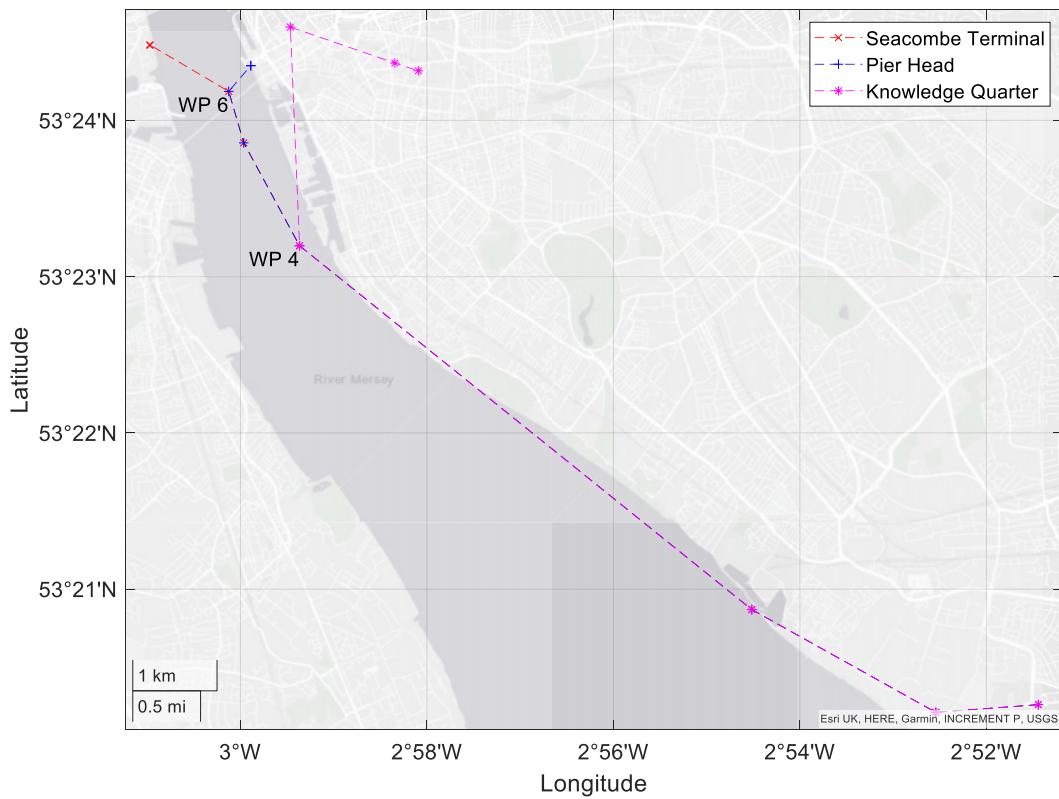 Seacombe Terminal
Pier Head
Knowledge Quarter
WP 6
53°24'N
WP 4
53°23'N
Latitude
River Mersey
53°22'N
53°21'N
1 km
0.5 mi
Esri UK, HERE, Garmin, INCREMENT P, USGS
3°W
2°58'W
2°56'W
2°54'W
2°52'W
Longitude